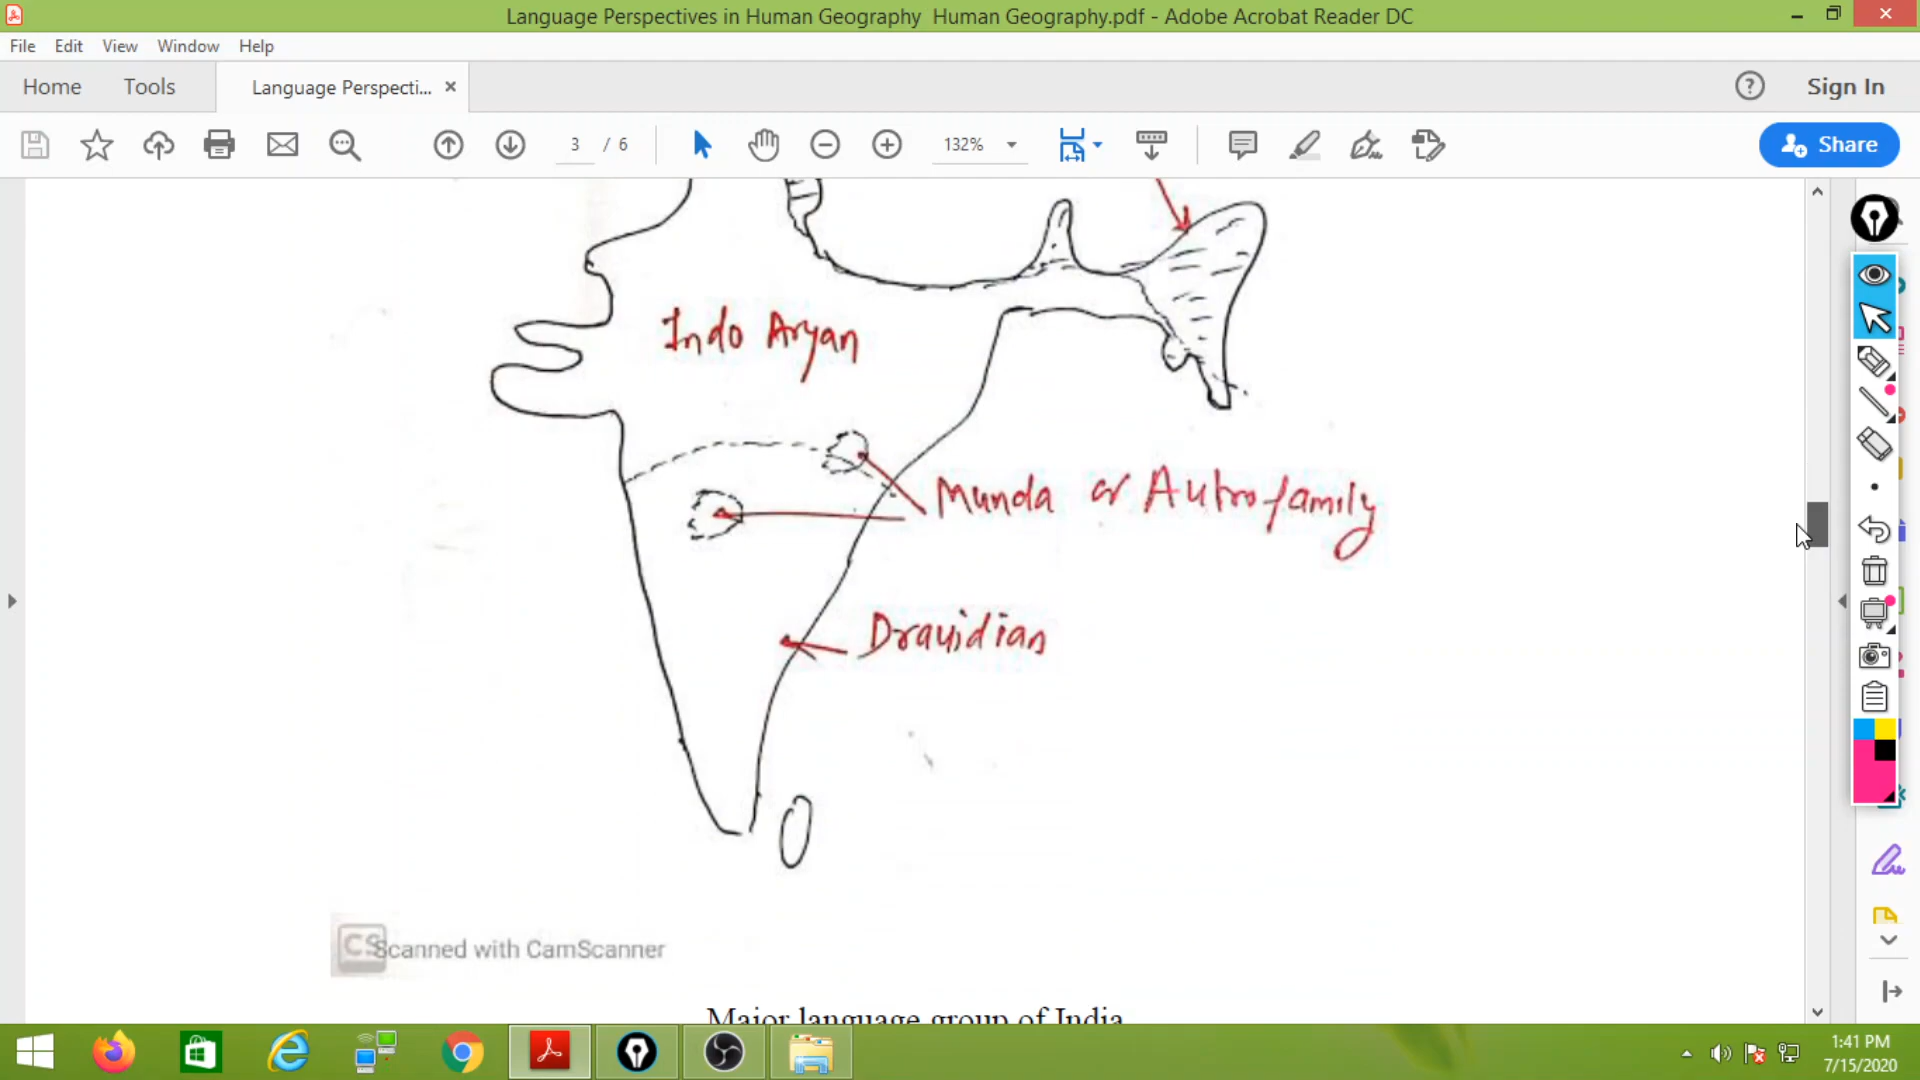 Language Perspectives in Human Geography Human Geography.pdf - Adobe Acrobat Reader DC
File Edit View Window Help
Home Tools Language Perspecti... Sign In
3 / 6 132% Share
Indo Aryan
Munda or Autrofamily
Dravidian
CS Scanned with CamScanner
Major language group of India
1:41 PM
7/15/2020